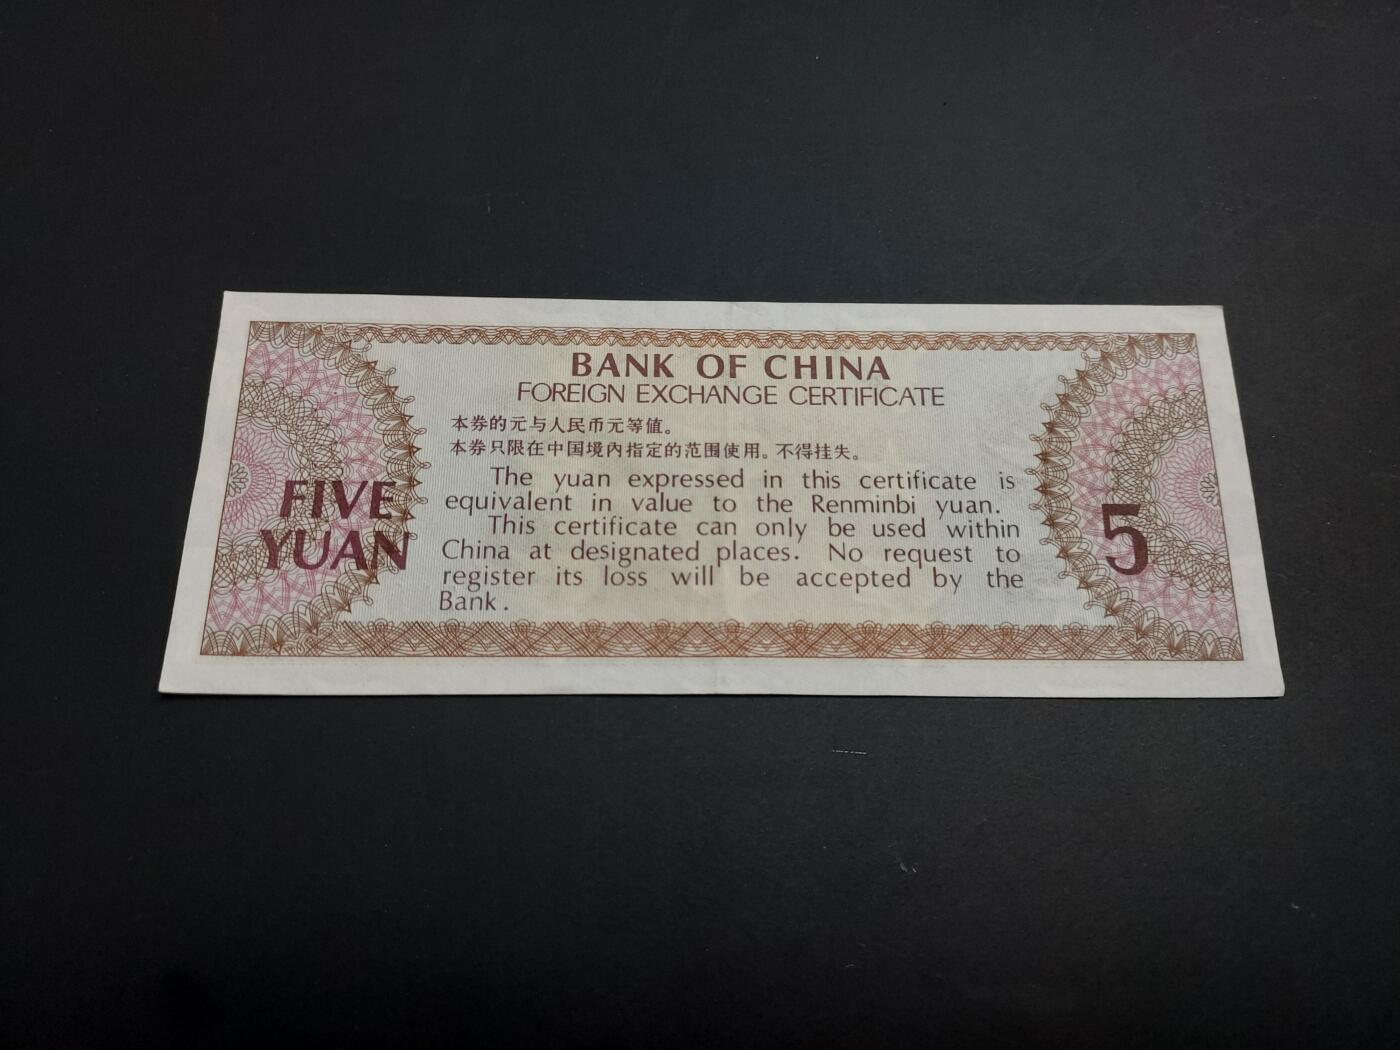 BANK OF CHINA
FOREIGN EXCHANGE CERTIFICATE
本券的元与人民币元等值。
本券只限在中国境内指定的范围使用。不得挂失。
The yuan expressed in this certificate is
equivalent in value to the Renminbi yuan.
This certificate can only be used within
China at designated places. No request to
register its loss will be accepted by the
Bank.
FIVE
YUAN
5